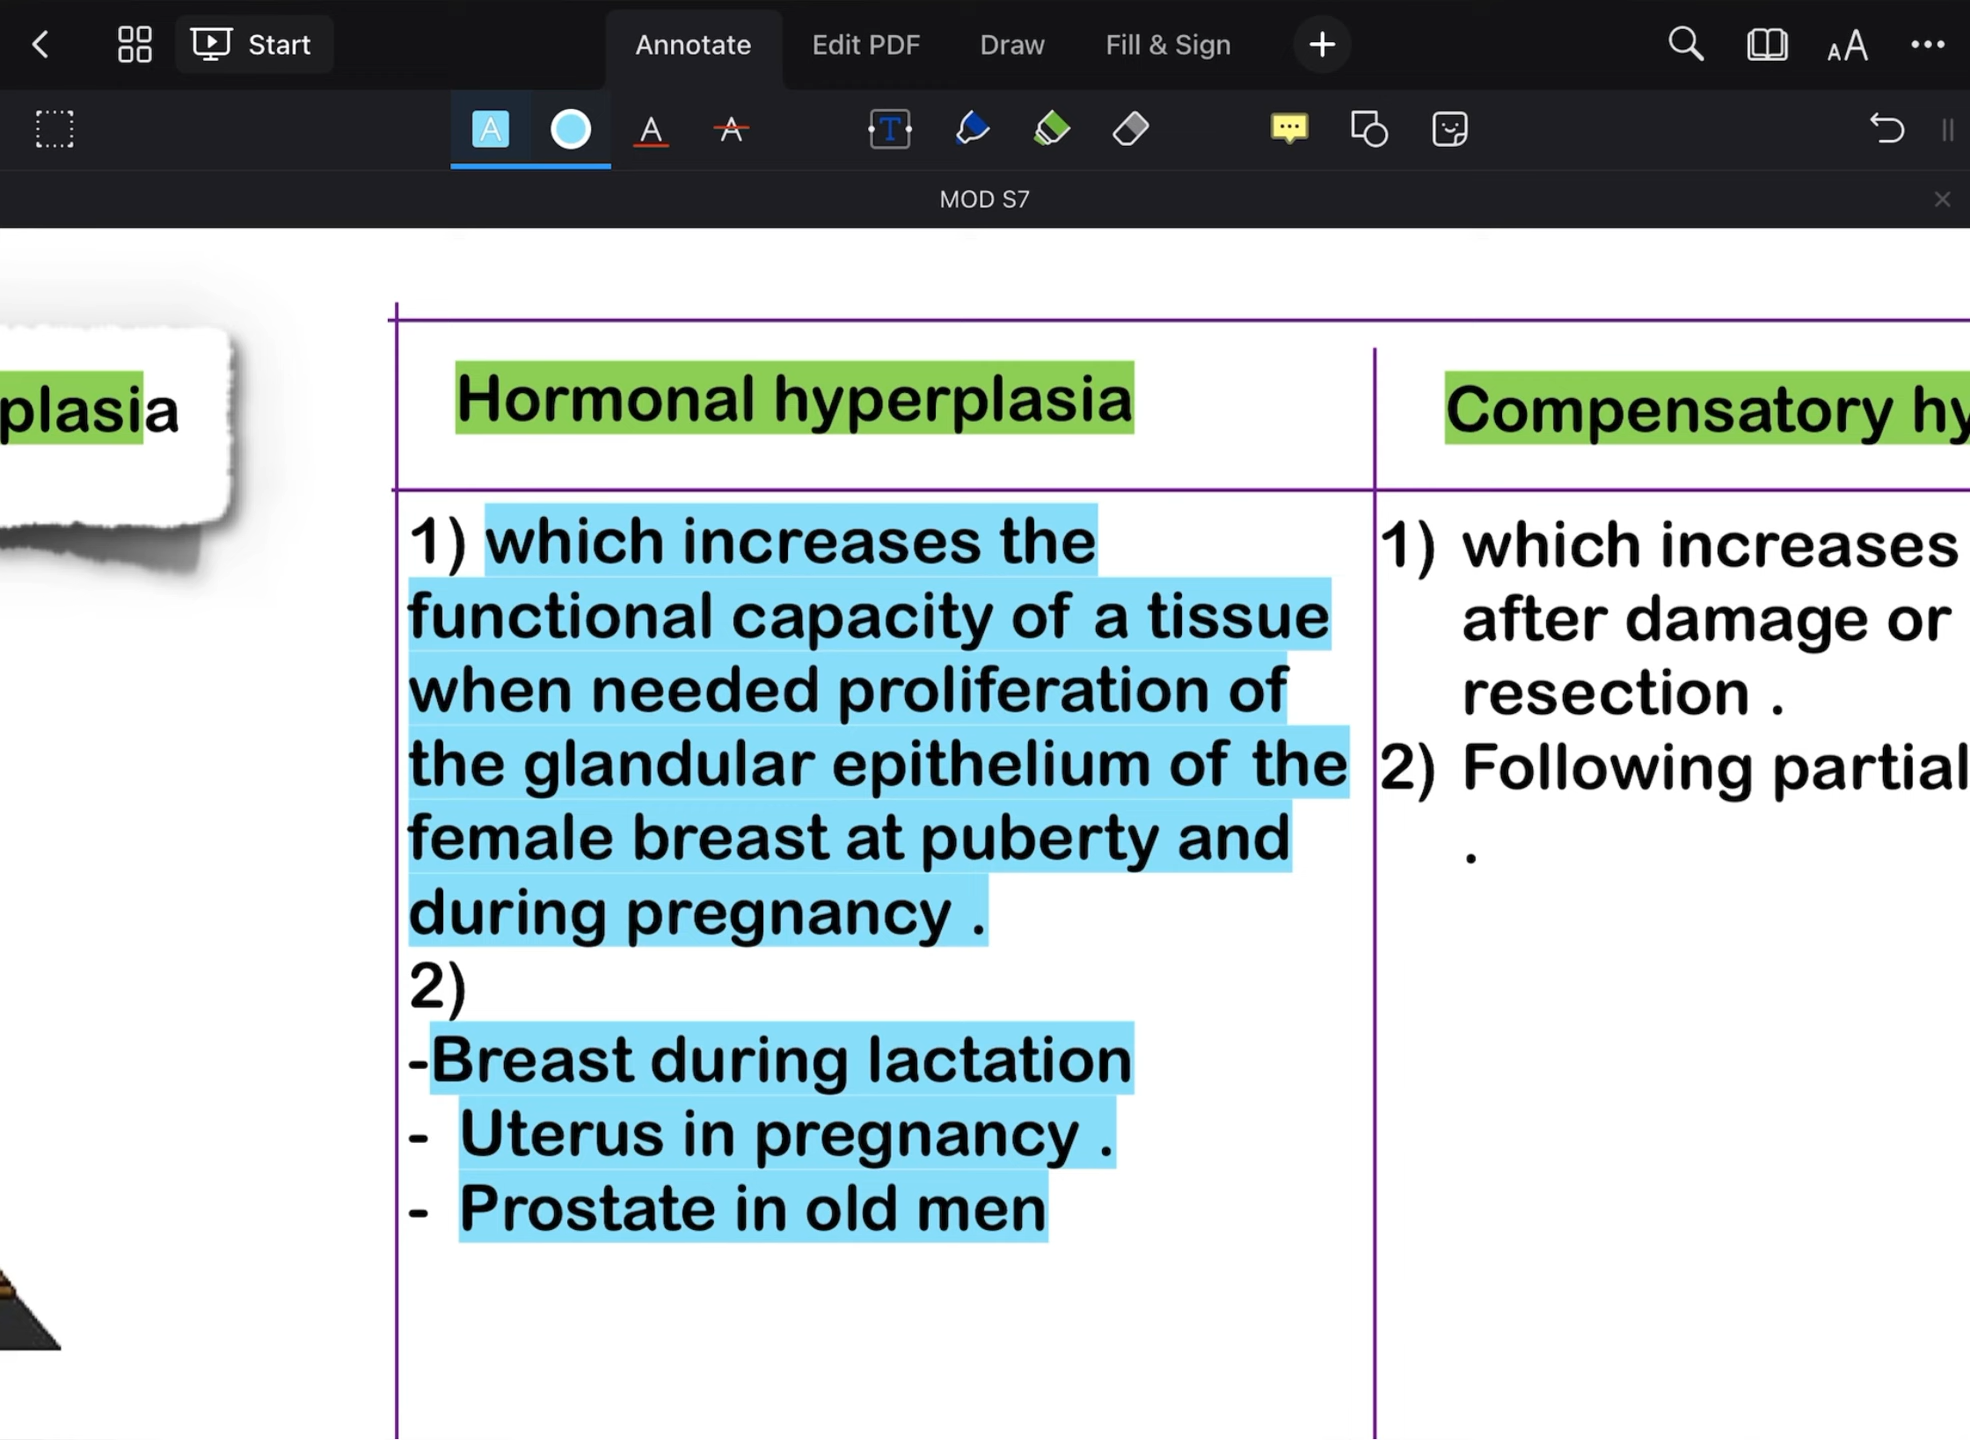 Start
Annotate
Edit PDF
Draw
Fill & Sign
MOD S7
plasia
Hormonal hyperplasia
1) which increases the
functional capacity of a tissue
when needed proliferation of
the glandular epithelium of the
female breast at puberty and
during pregnancy .
2)
-Breast during lactation
- Uterus in pregnancy .
- Prostate in old men
Compensatory hy
1) which increases
after damage or
resection .
2) Following partial
.